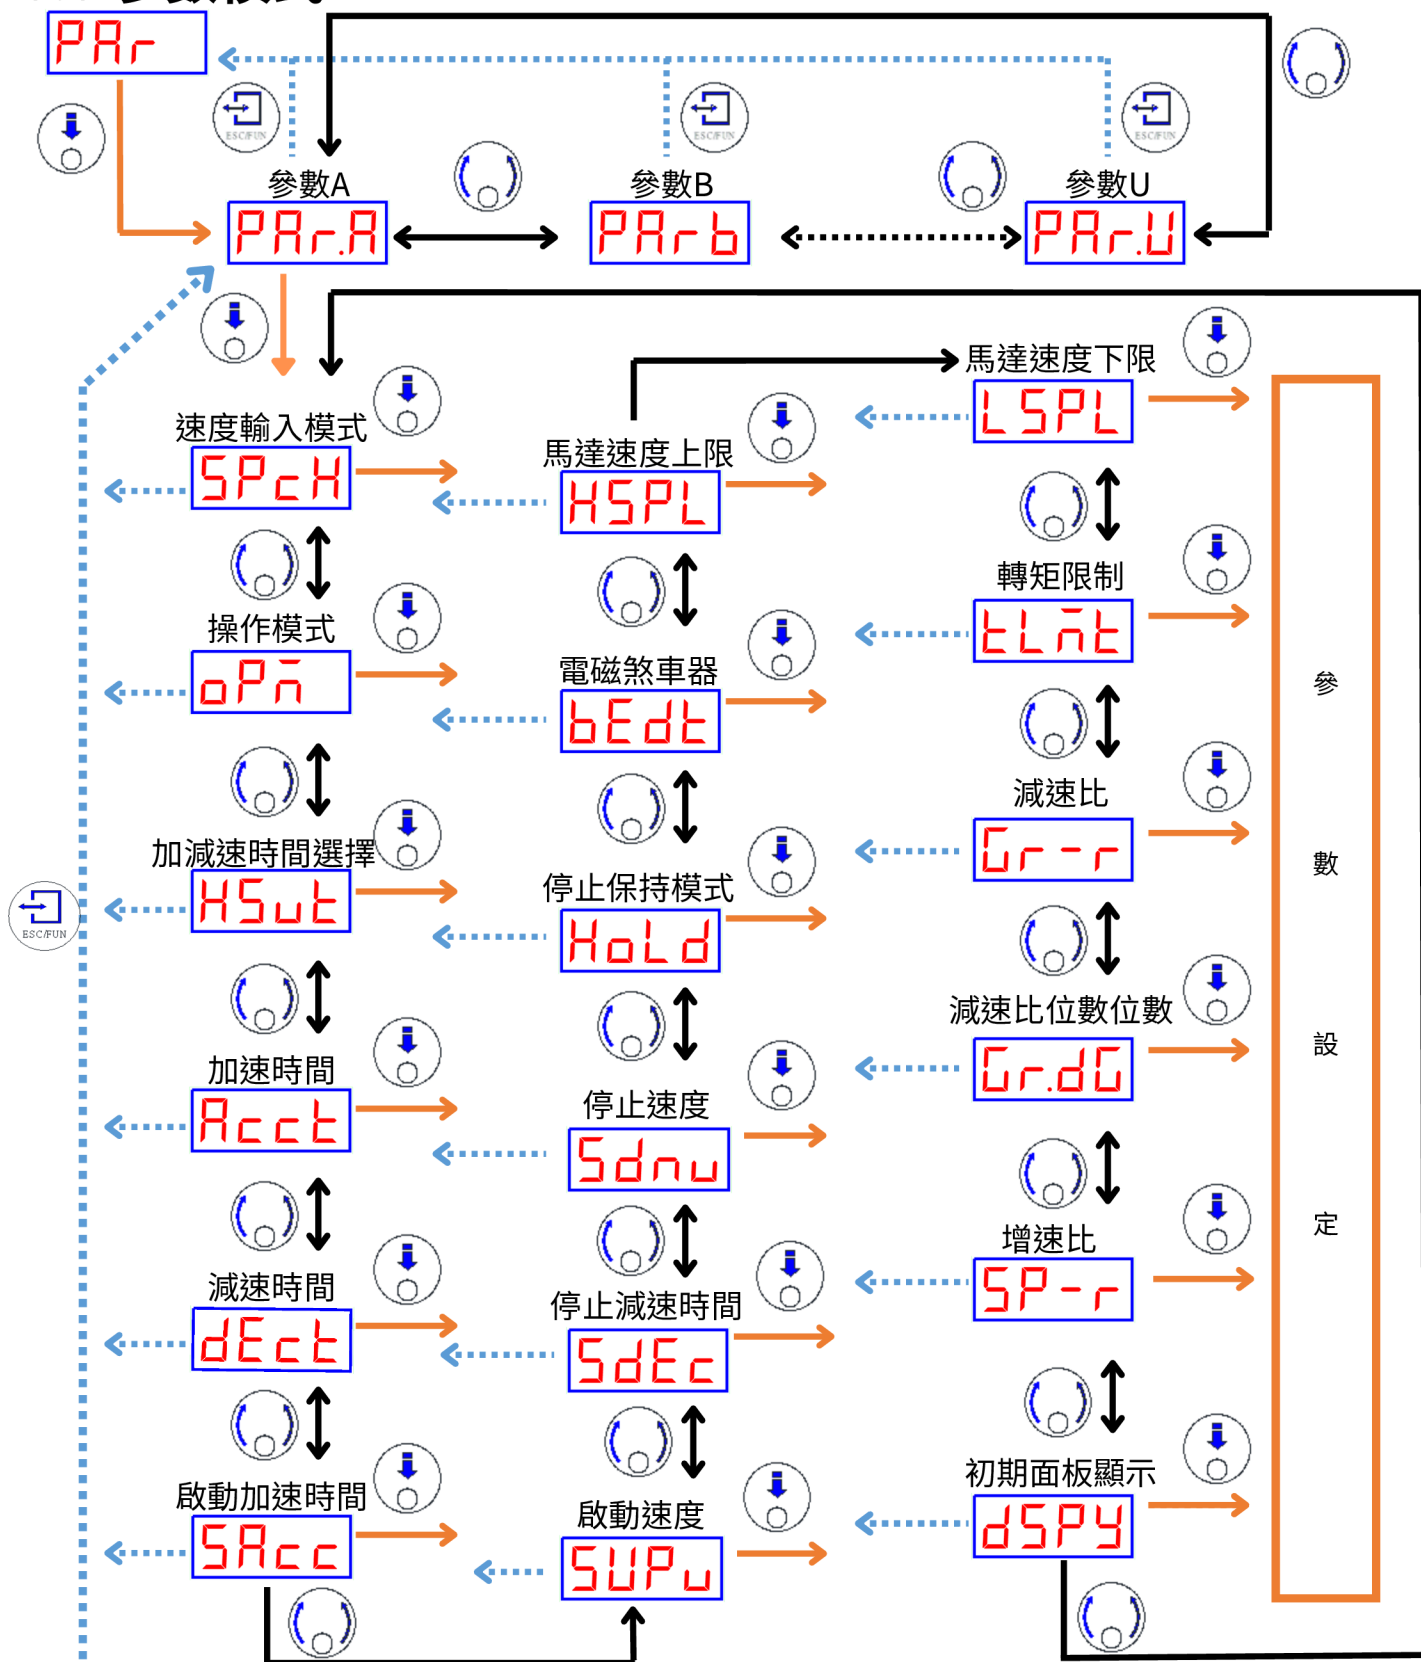 參數模式
PAr
ESC/FUN
ESC/FUN
ESC/FUN
參數A
參數B
參數U
PAr.A
PArb
PAr.U
速度輸入模式
SPcH
操作模式
oPn̄
加減速時間選擇
HSut
ESC/FUN
加速時間
Acct
減速時間
dEct
啟動加速時間
SAcc
馬達速度上限
HSPL
電磁煞車器
bEdt
停止保持模式
HoLd
停止速度
Sdnu
停止減速時間
SdEc
啟動速度
SUPu
馬達速度下限
LSPL
轉矩限制
tLn̄t
減速比
Gr-r
減速比位數位數
Gr.dG
增速比
SP-r
初期面板顯示
dSPY
參
數
設
定